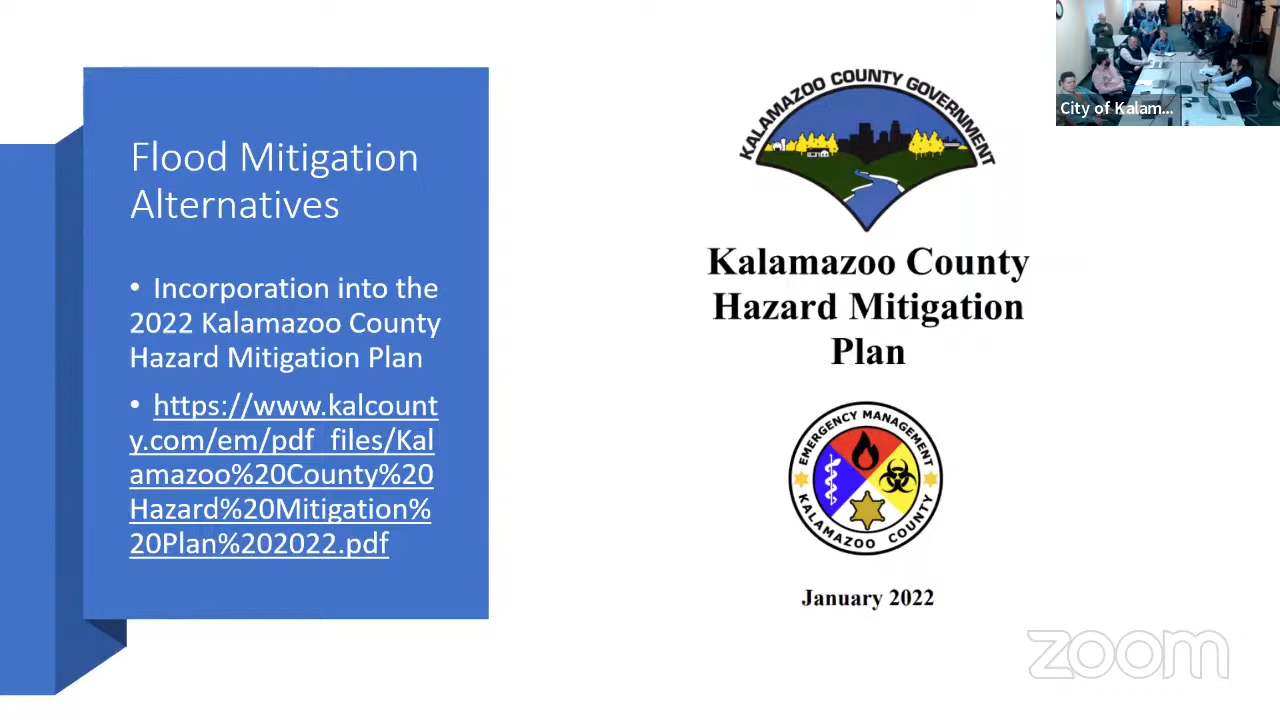 Flood Mitigation
Alternatives
• Incorporation into the
2022 Kalamazoo County
Hazard Mitigation Plan
• https://www.kalcount
y.com/em/pdf_files/Kal
amazoo%20County%20
Hazard%20Mitigation%
20Plan%202022.pdf
KALAMAZOO COUNTY GOVERNMENT
Kalamazoo County
Hazard Mitigation
Plan
EMERGENCY MANAGEMENT
KALAMAZOO COUNTY
January 2022
City of Kalam...
zoom